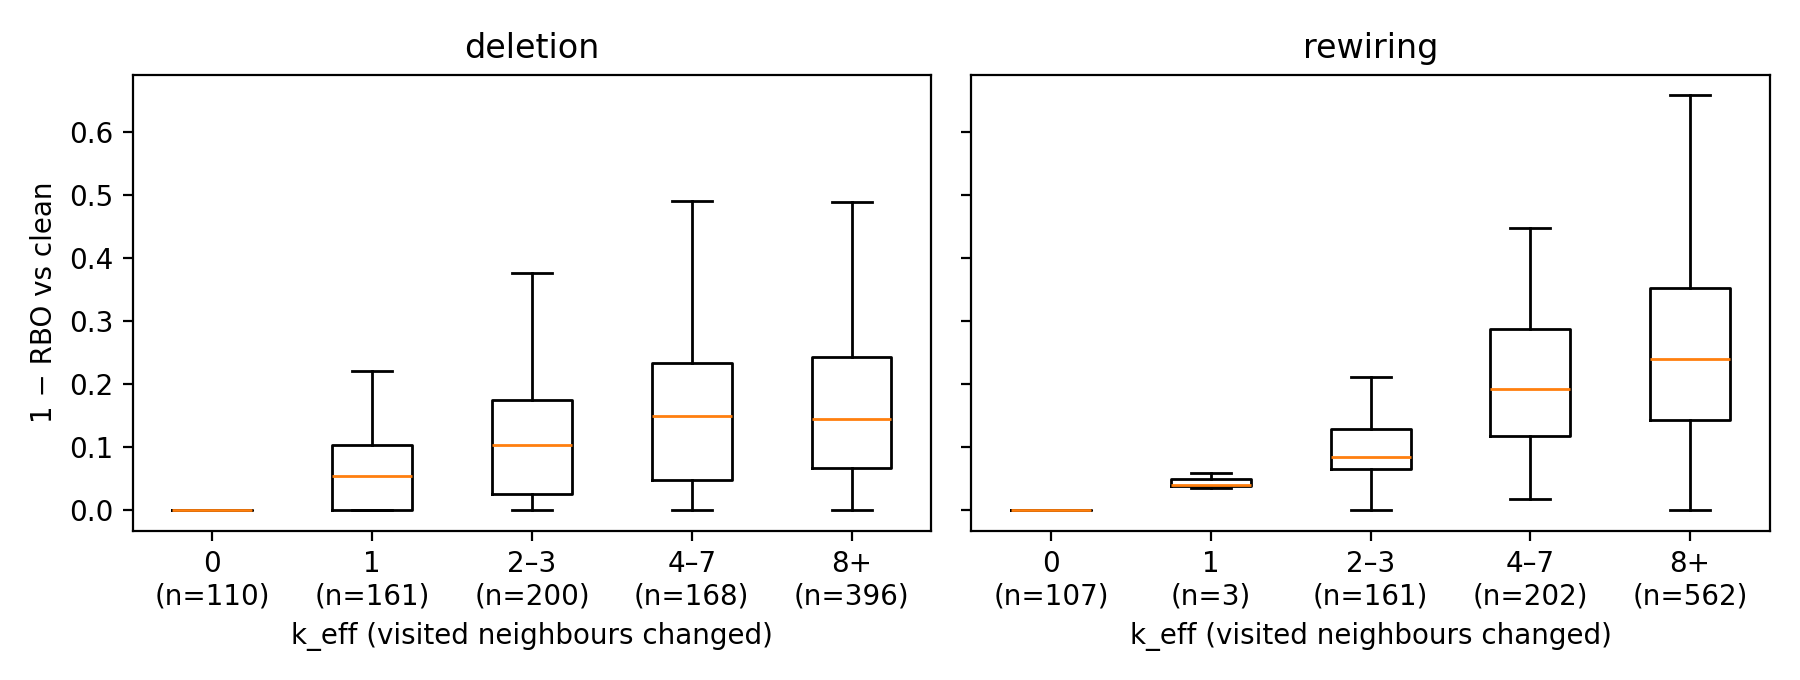 deletion
rewiring
1 − RBO vs clean
0.6
0.5
0.4
0.3
0.2
0.1
0.0
0 1 2–3 4–7 8+
(n=110) (n=161) (n=200) (n=168) (n=396)
k_eff (visited neighbours changed)
0 1 2–3 4–7 8+
(n=107) (n=3) (n=161) (n=202) (n=562)
k_eff (visited neighbours changed)